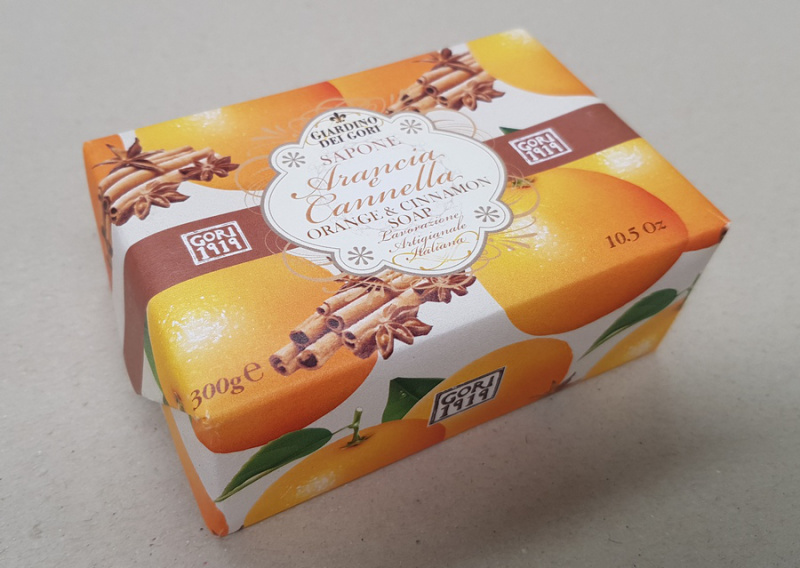 GIARDINO
DEI GORI
SAPONE
Arancia
e
Cannella
ORANGE & CINNAMON
SOAP
Lavorazione
Artigianale
Italiana
GORI
1919
GORI
1919
10.5 Oz
300g e
GORI
1919